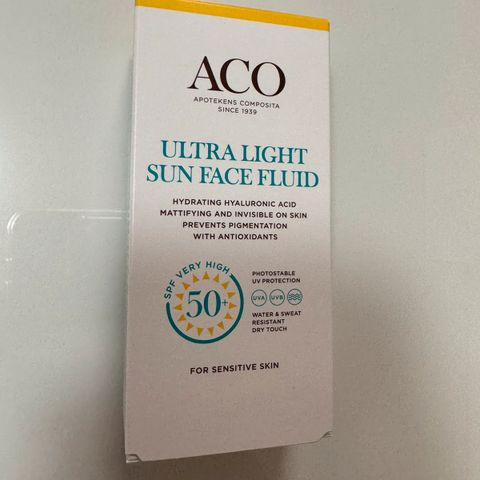 ACO
APOTEKENS COMPOSITA
SINCE 1939
ULTRA LIGHT
SUN FACE FLUID
HYDRATING HYALURONIC ACID
MATTIFYING AND INVISIBLE ON SKIN
PREVENTS PIGMENTATION
WITH ANTIOXIDANTS
SPF VERY HIGH
50+
PHOTOSTABLE
UV PROTECTION
UVA UVB
WATER & SWEAT
RESISTANT
DRY TOUCH
FOR SENSITIVE SKIN